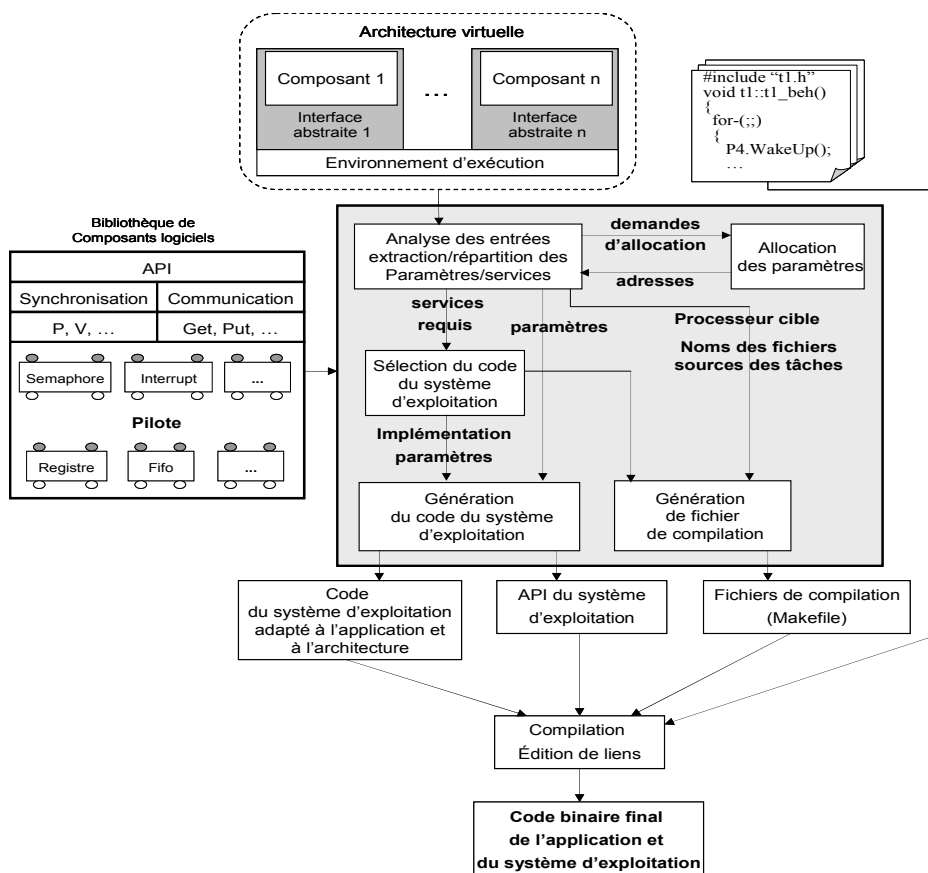 Architecture virtuelle
Composant 1
...
Composant n
Interface
abstraite 1
Interface
abstraite n
Environnement d'exécution
#include “t1.h”
void t1::t1_beh()
{
for-(;;)
{
P4.WakeUp();
…
Bibliothèque de
Composants logiciels
API
Synchronisation
Communication
P, V, …
Get, Put, …
Semaphore
Interrupt
...
Pilote
Registre
Fifo
...
Analyse des entrées
extraction/répartition des
Paramètres/services
demandes
d'allocation
adresses
Allocation
des paramètres
services
requis
paramètres
Processeur cible
Noms des fichiers
sources des tâches
Sélection du code
du système
d'exploitation
Implémentation
paramètres
Génération
du code du système
d'exploitation
Génération
de fichier
de compilation
Code
du système d'exploitation
adapté à l'application et
à l'architecture
API du système
d'exploitation
Fichiers de compilation
(Makefile)
Compilation
Édition de liens
Code binaire final
de l'application et
du système d'exploitation